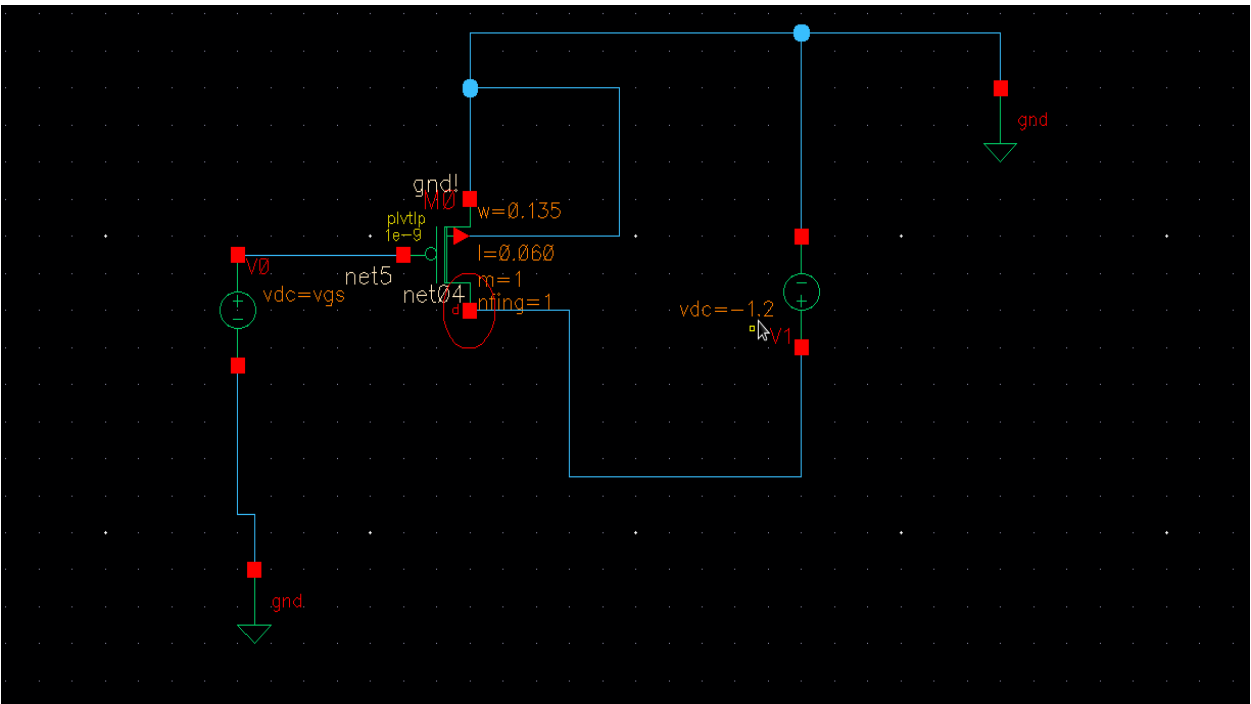 gnd
gnd!
M0
w=0.135
plvtlp
1e-9
l=0.060
V0
net5
m=1
vdc=vgs
net04
nfing=1
d
vdc=-1.2
V1
gnd